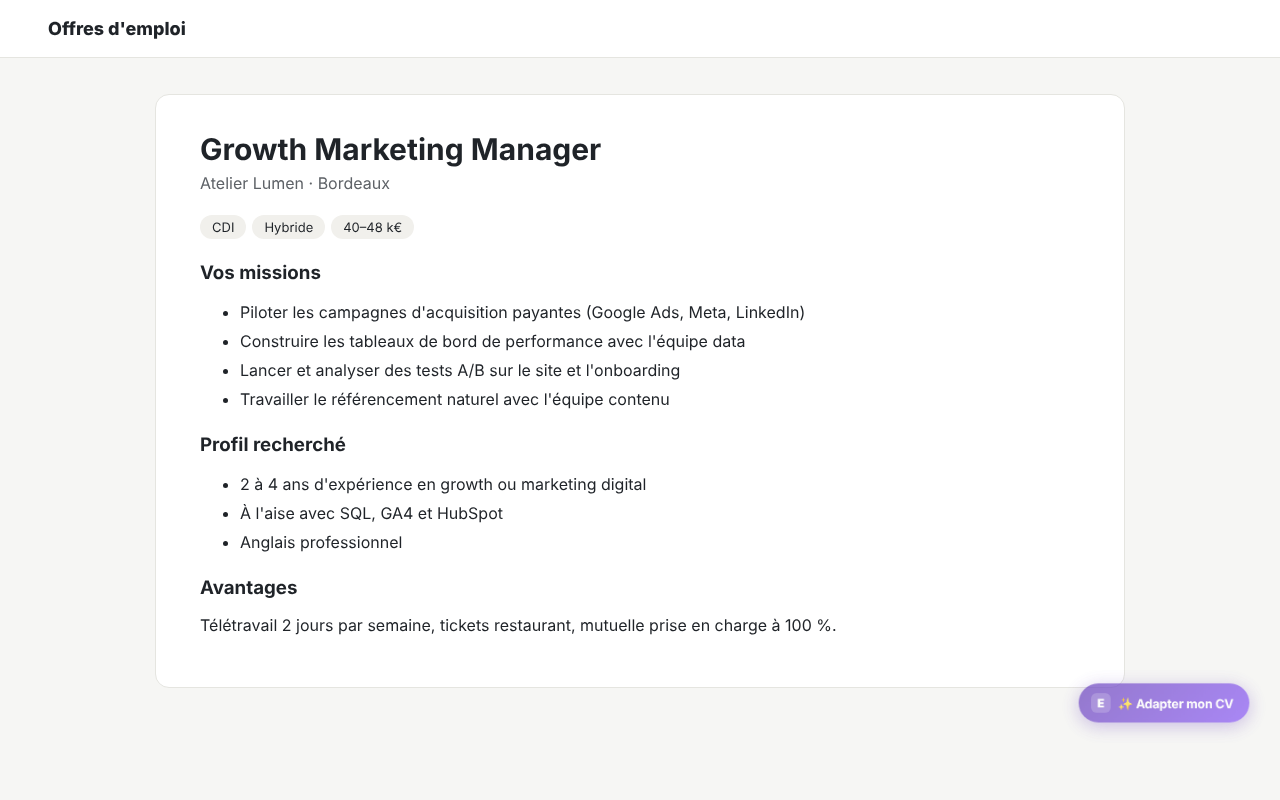 Offres d'emploi
Growth Marketing Manager
Atelier Lumen · Bordeaux
CDI Hybride 40–48 k€
Vos missions
• Piloter les campagnes d'acquisition payantes (Google Ads, Meta, LinkedIn)
• Construire les tableaux de bord de performance avec l'équipe data
• Lancer et analyser des tests A/B sur le site et l'onboarding
• Travailler le référencement naturel avec l'équipe contenu
Profil recherché
• 2 à 4 ans d'expérience en growth ou marketing digital
• À l'aise avec SQL, GA4 et HubSpot
• Anglais professionnel
Avantages
Télétravail 2 jours par semaine, tickets restaurant, mutuelle prise en charge à 100 %.
E ✨ Adapter mon CV